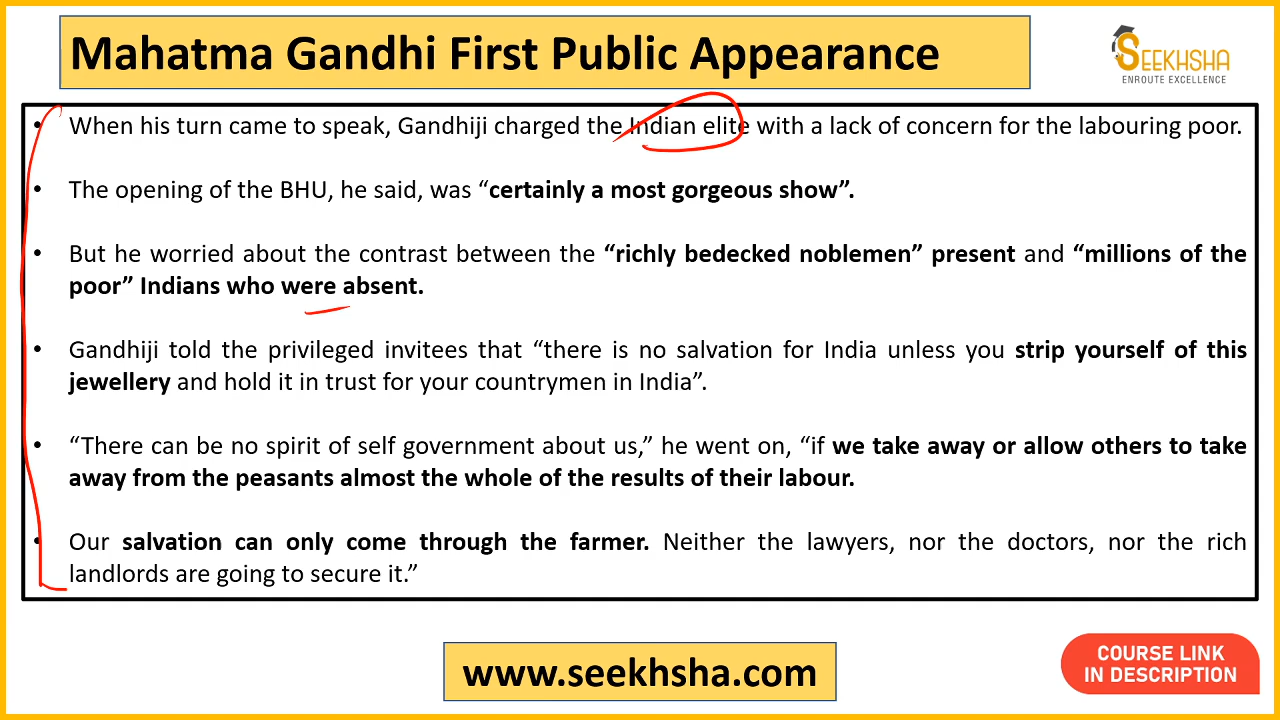 Mahatma Gandhi First Public Appearance
SEEKHSHA
ENROUTE EXCELLENCE
• When his turn came to speak, Gandhiji charged the Indian elite with a lack of concern for the labouring poor.
• The opening of the BHU, he said, was “certainly a most gorgeous show”.
• But he worried about the contrast between the “richly bedecked noblemen” present and “millions of the
poor” Indians who were absent.
• Gandhiji told the privileged invitees that “there is no salvation for India unless you strip yourself of this
jewellery and hold it in trust for your countrymen in India”.
• “There can be no spirit of self government about us,” he went on, “if we take away or allow others to take
away from the peasants almost the whole of the results of their labour.
• Our salvation can only come through the farmer. Neither the lawyers, nor the doctors, nor the rich
landlords are going to secure it.”
www.seekhsha.com
COURSE LINK
IN DESCRIPTION